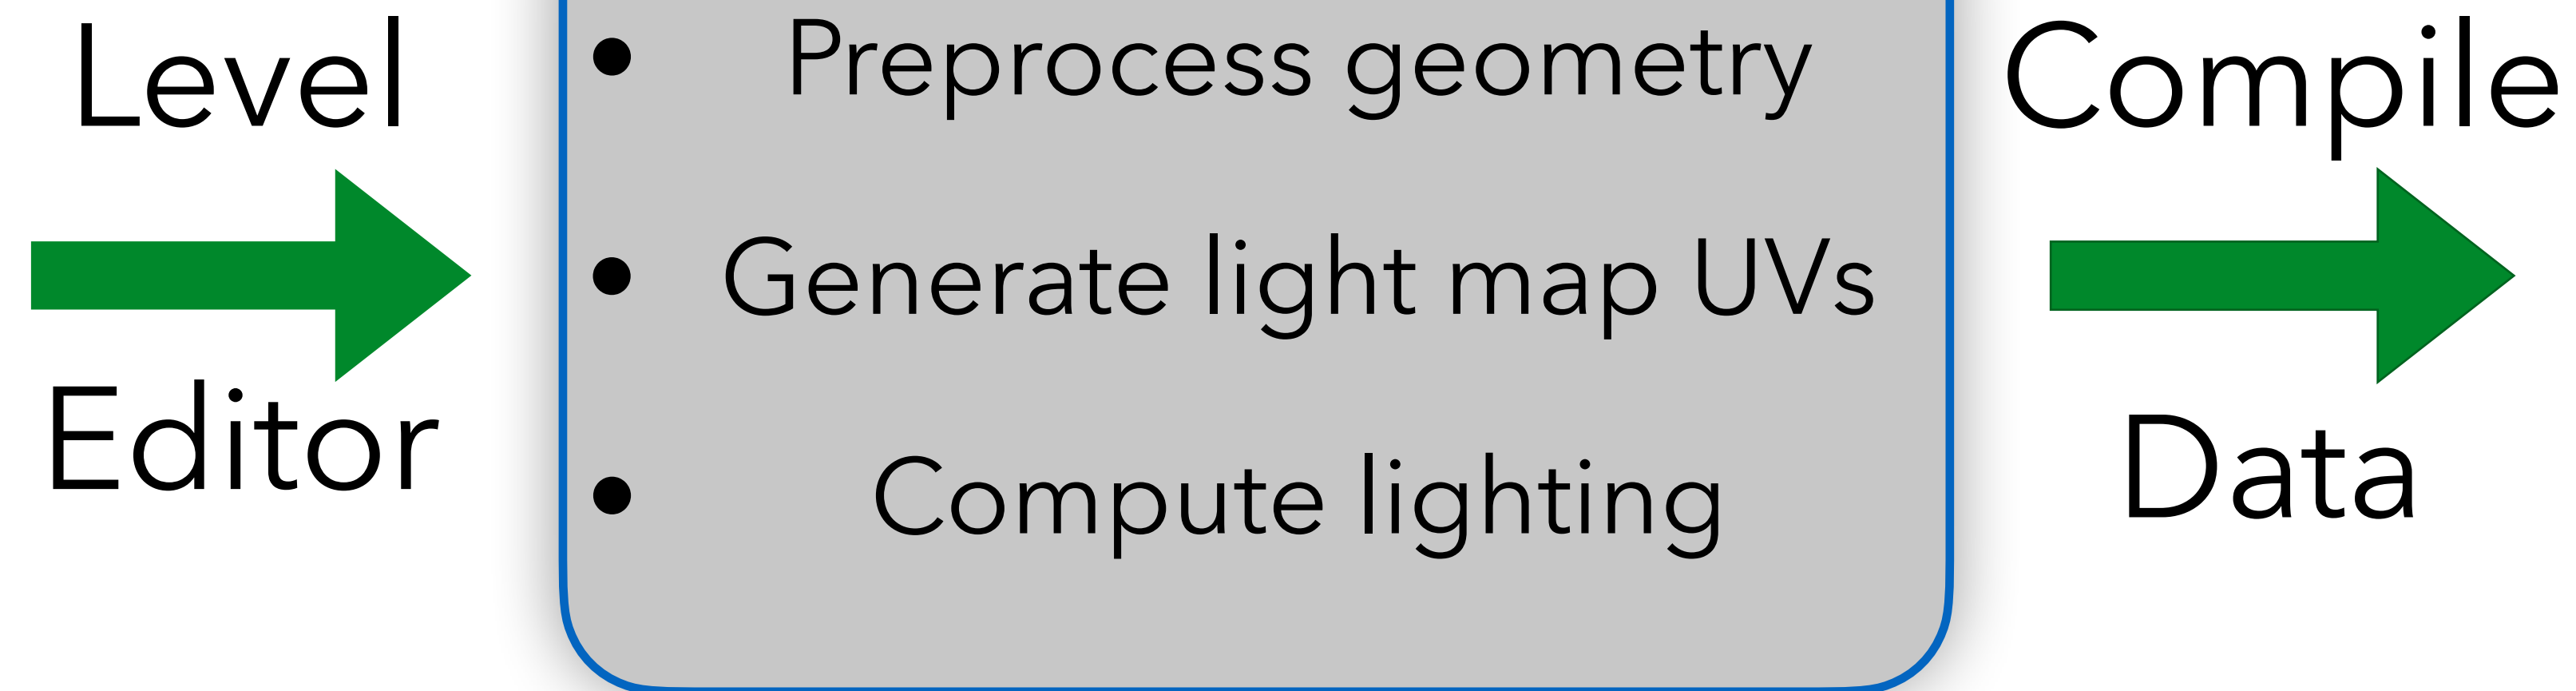 Level
Editor
• Preprocess geometry
• Generate light map UVs
• Compute lighting
Compile
Data